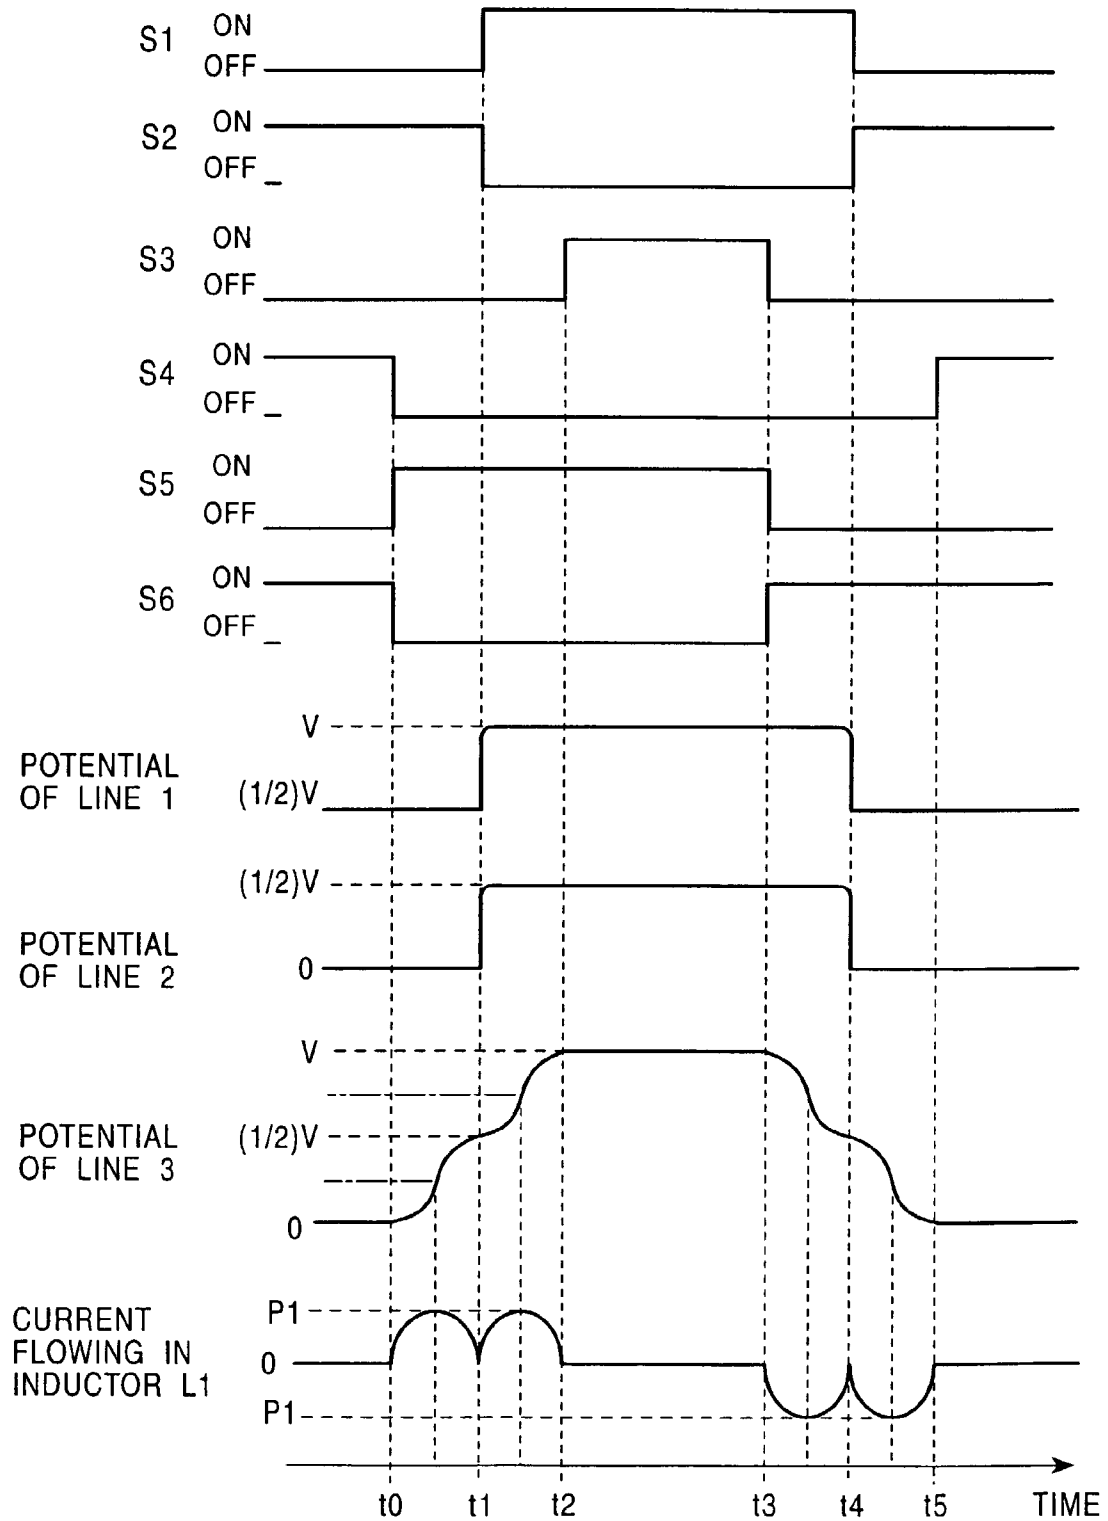 S1 ON
OFF
S2 ON
OFF
S3 ON
OFF
S4 ON
OFF
S5 ON
OFF
S6 ON
OFF
V
POTENTIAL
OF LINE 1
(1/2)V
(1/2)V
POTENTIAL
OF LINE 2
0
V
POTENTIAL
OF LINE 3
(1/2)V
0
CURRENT
FLOWING IN
INDUCTOR L1
P1
0
P1
t0 t1 t2 t3 t4 t5 TIME